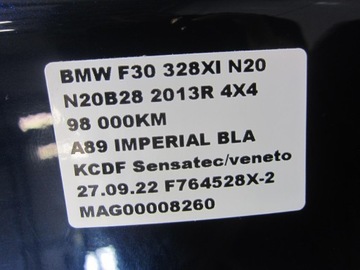 BMW F30 328XI N20
N20B28 2013R 4X4
98 000KM
A89 IMPERIAL BLA
KCDF Sensatec/veneto
27.09.22 F764528X-2
MAG00008260